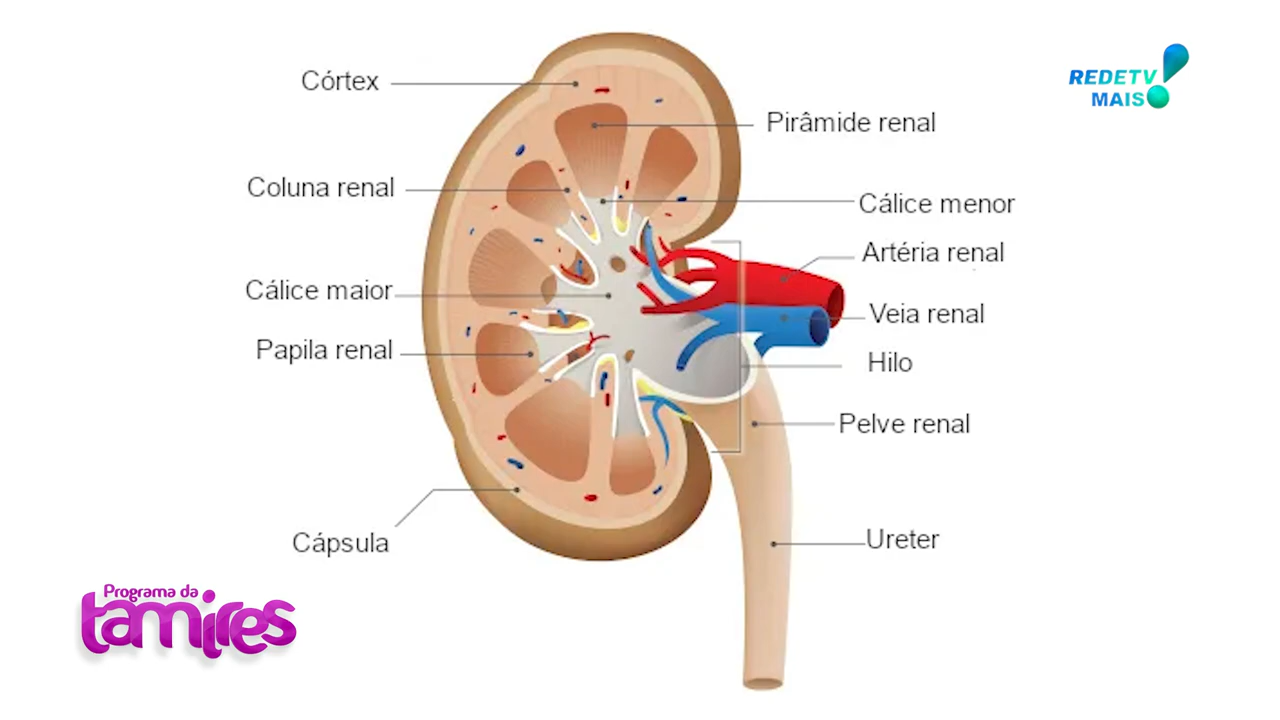 Córtex
REDETV!
MAIS
Pirâmide renal
Coluna renal
Cálice menor
Artéria renal
Cálice maior
Veia renal
Papila renal
Hilo
Pelve renal
Cápsula
Ureter
Programa da
tamires